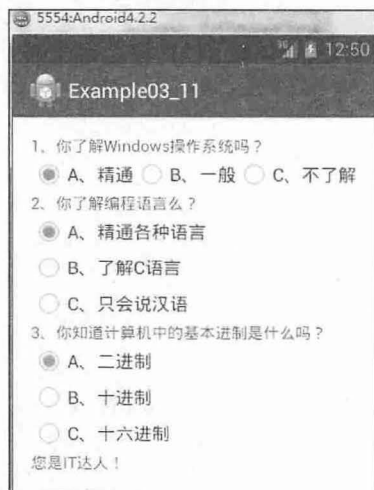 5554:Android4.2.2
3G 12:50
Example03_11
1、你了解Windows操作系统吗？
A、精通 B、一般 C、不了解
2、你了解编程语言么？
A、精通各种语言
B、了解C语言
C、只会说汉语
3、你知道计算机中的基本进制是什么吗？
A、二进制
B、十进制
C、十六进制
您是IT达人！